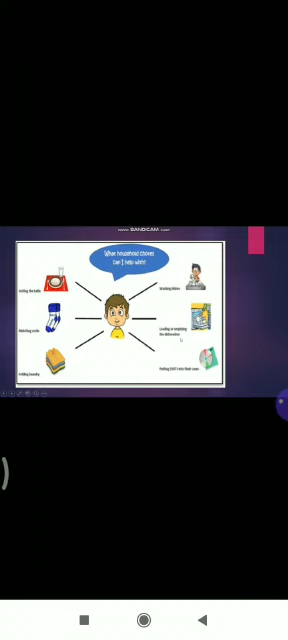 www.BANDICAM.com
What household chores
can I help with?
Setting the table
Washing dishes
Matching socks
Loading or emptying
the dishwasher
Folding laundry
Putting DVD's into their cases